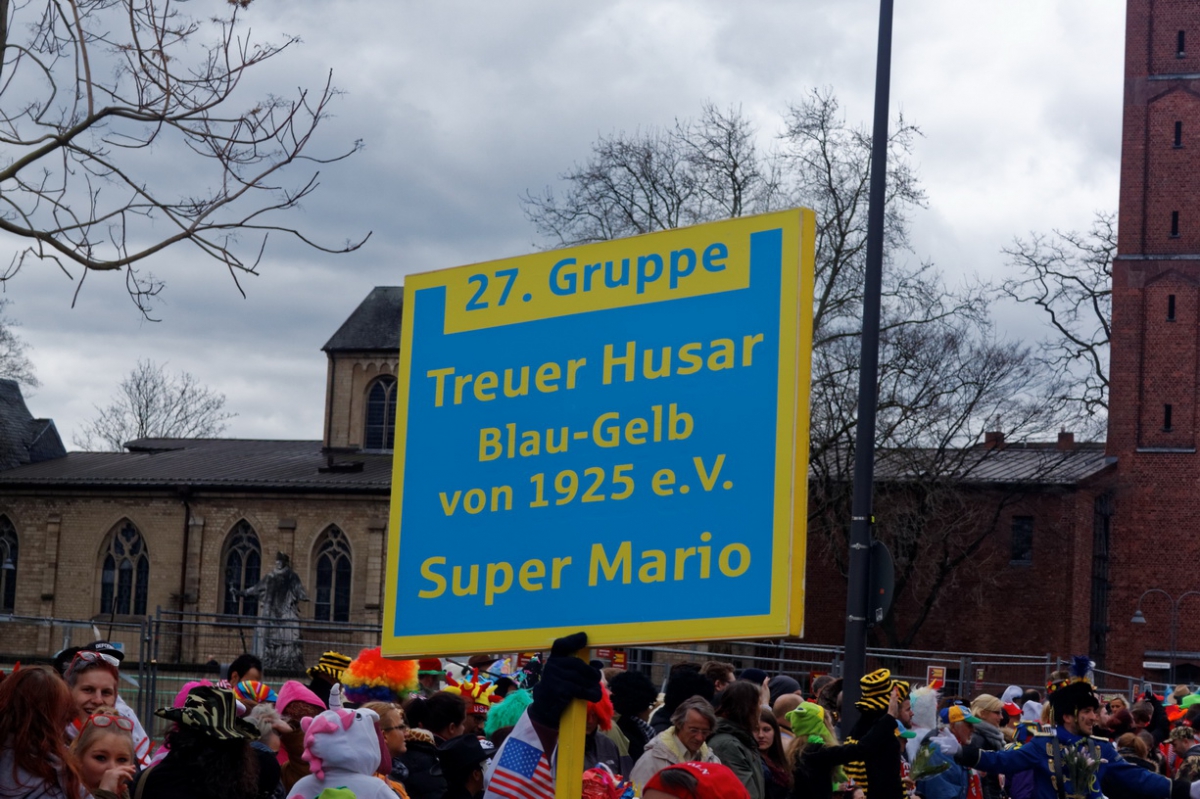 27. Gruppe
Treuer Husar
Blau-Gelb
von 1925 e.V.
Super Mario